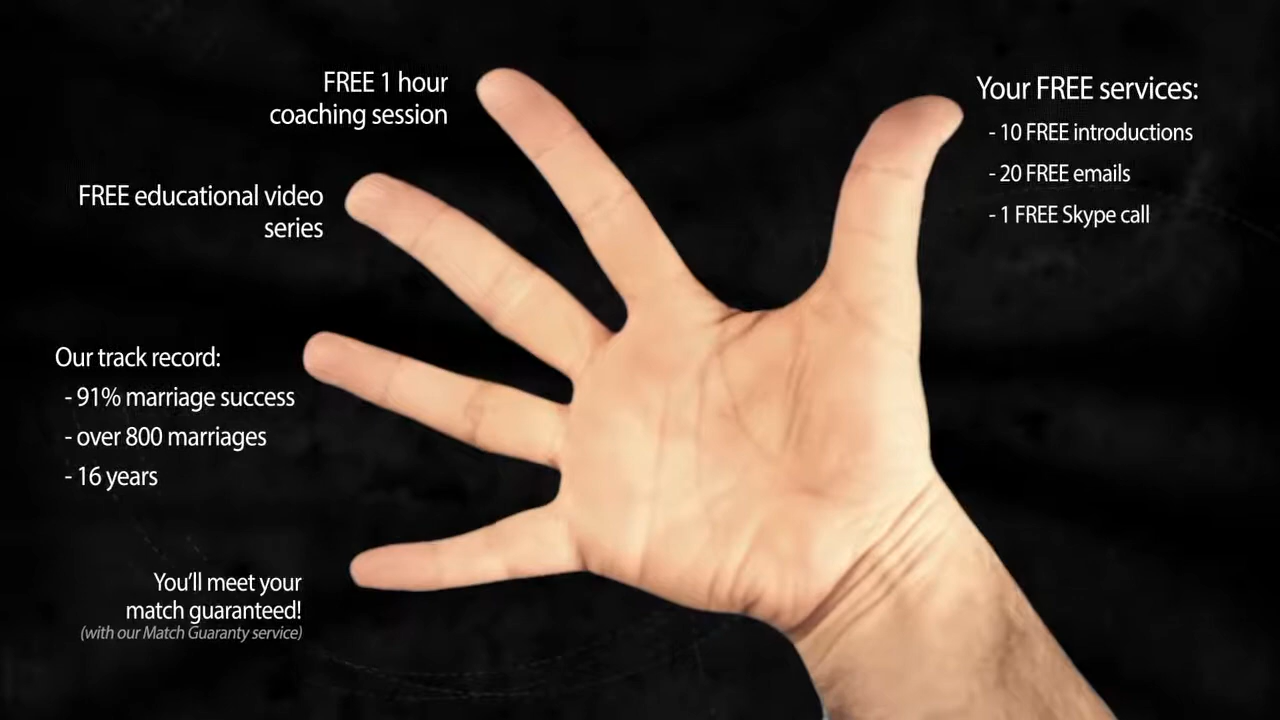 FREE 1 hour
coaching session
FREE educational video
series
Our track record:
- 91% marriage success
- over 800 marriages
- 16 years
You'll meet your
match guaranteed!
(with our Match Guaranty service)
Your FREE services:
- 10 FREE introductions
- 20 FREE emails
- 1 FREE Skype call